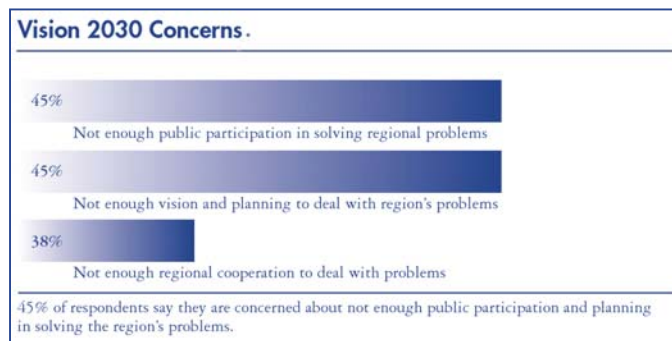 Vision 2030 Concerns.
45%
Not enough public participation in solving regional problems
45%
Not enough vision and planning to deal with region's problems
38%
Not enough regional cooperation to deal with problems
45% of respondents say they are concerned about not enough public participation and planning
in solving the region's problems.